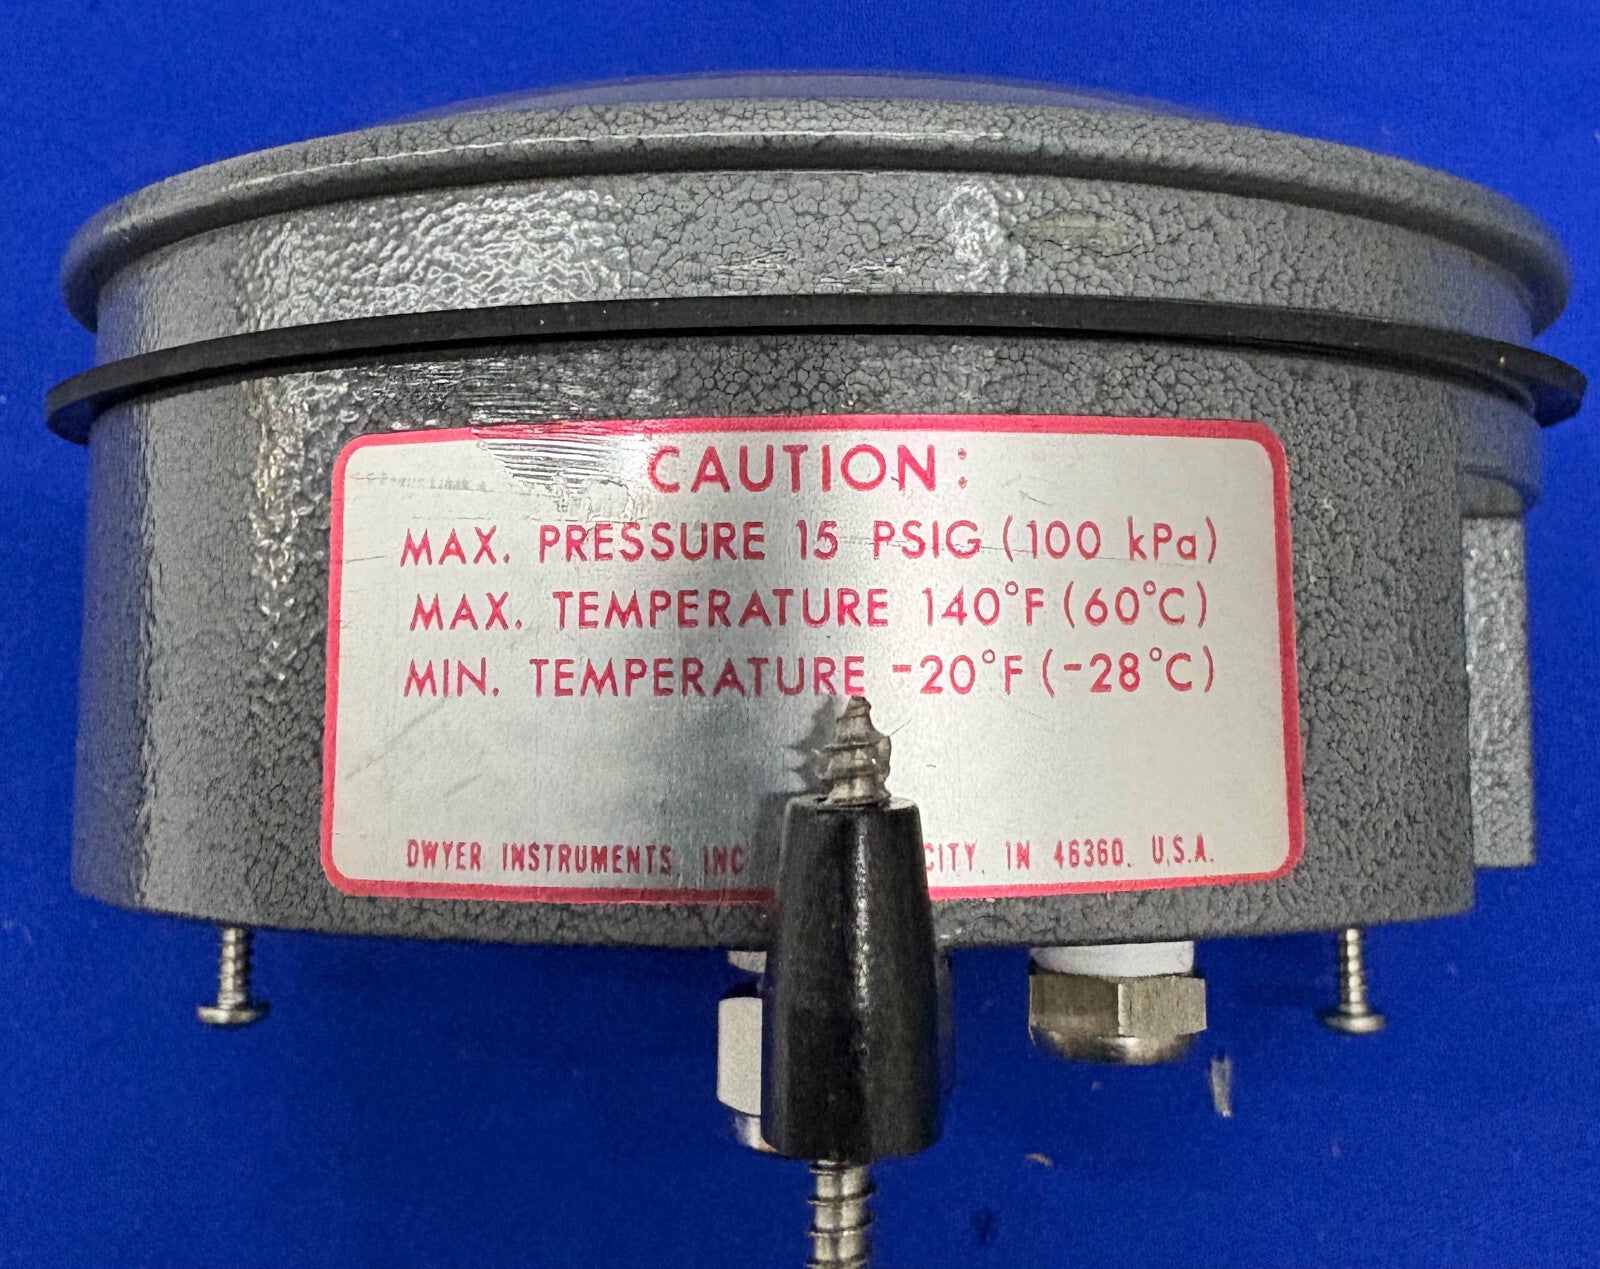 CAUTION:
MAX. PRESSURE 15 PSIG (100 kPa)
MAX. TEMPERATURE 140°F (60°C)
MIN. TEMPERATURE -20°F (-28°C)
DWYER INSTRUMENTS, INC CITY, IN 46360, U.S.A.